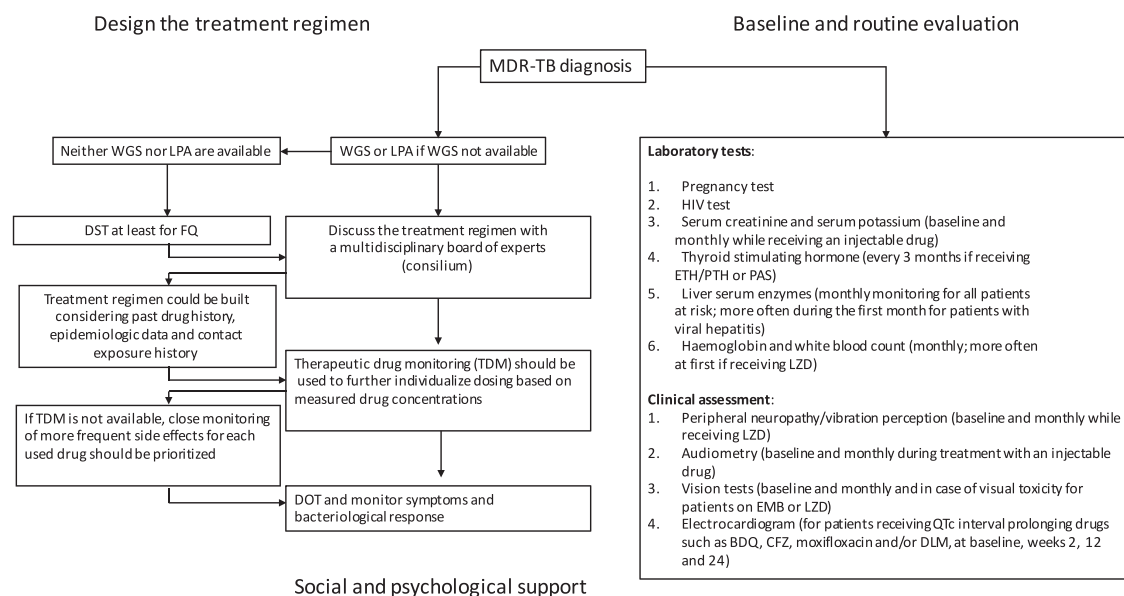 Design the treatment regimen
Baseline and routine evaluation
MDR-TB diagnosis
Neither WGS nor LPA are available
WGS or LPA if WGS not available
DST at least for FQ
Discuss the treatment regimen with
a multidisciplinary board of experts
(consilium)
Treatment regimen could be built
considering past drug history,
epidemiologic data and contact
exposure history
Therapeutic drug monitoring (TDM) should be
used to further individualize dosing based on
measured drug concentrations
If TDM is not available, close monitoring
of more frequent side effects for each
used drug should be prioritized
DOT and monitor symptoms and
bacteriological response
Laboratory tests:
1. Pregnancy test
2. HIV test
3. Serum creatinine and serum potassium (baseline and
monthly while receiving an injectable drug)
4. Thyroid stimulating hormone (every 3 months if receiving
ETH/PTH or PAS)
5. Liver serum enzymes (monthly monitoring for all patients
at risk; more often during the first month for patients with
viral hepatitis)
6. Haemoglobin and white blood count (monthly; more often
at first if receiving LZD)
Clinical assessment:
1. Peripheral neuropathy/vibration perception (baseline and monthly while
receiving LZD)
2. Audiometry (baseline and monthly during treatment with an injectable
drug)
3. Vision tests (baseline and monthly and in case of visual toxicity for
patients on EMB or LZD)
4. Electrocardiogram (for patients receiving QTc interval prolonging drugs
such as BDQ, CFZ, moxifloxacin and/or DLM, at baseline, weeks 2, 12
and 24)
Social and psychological support